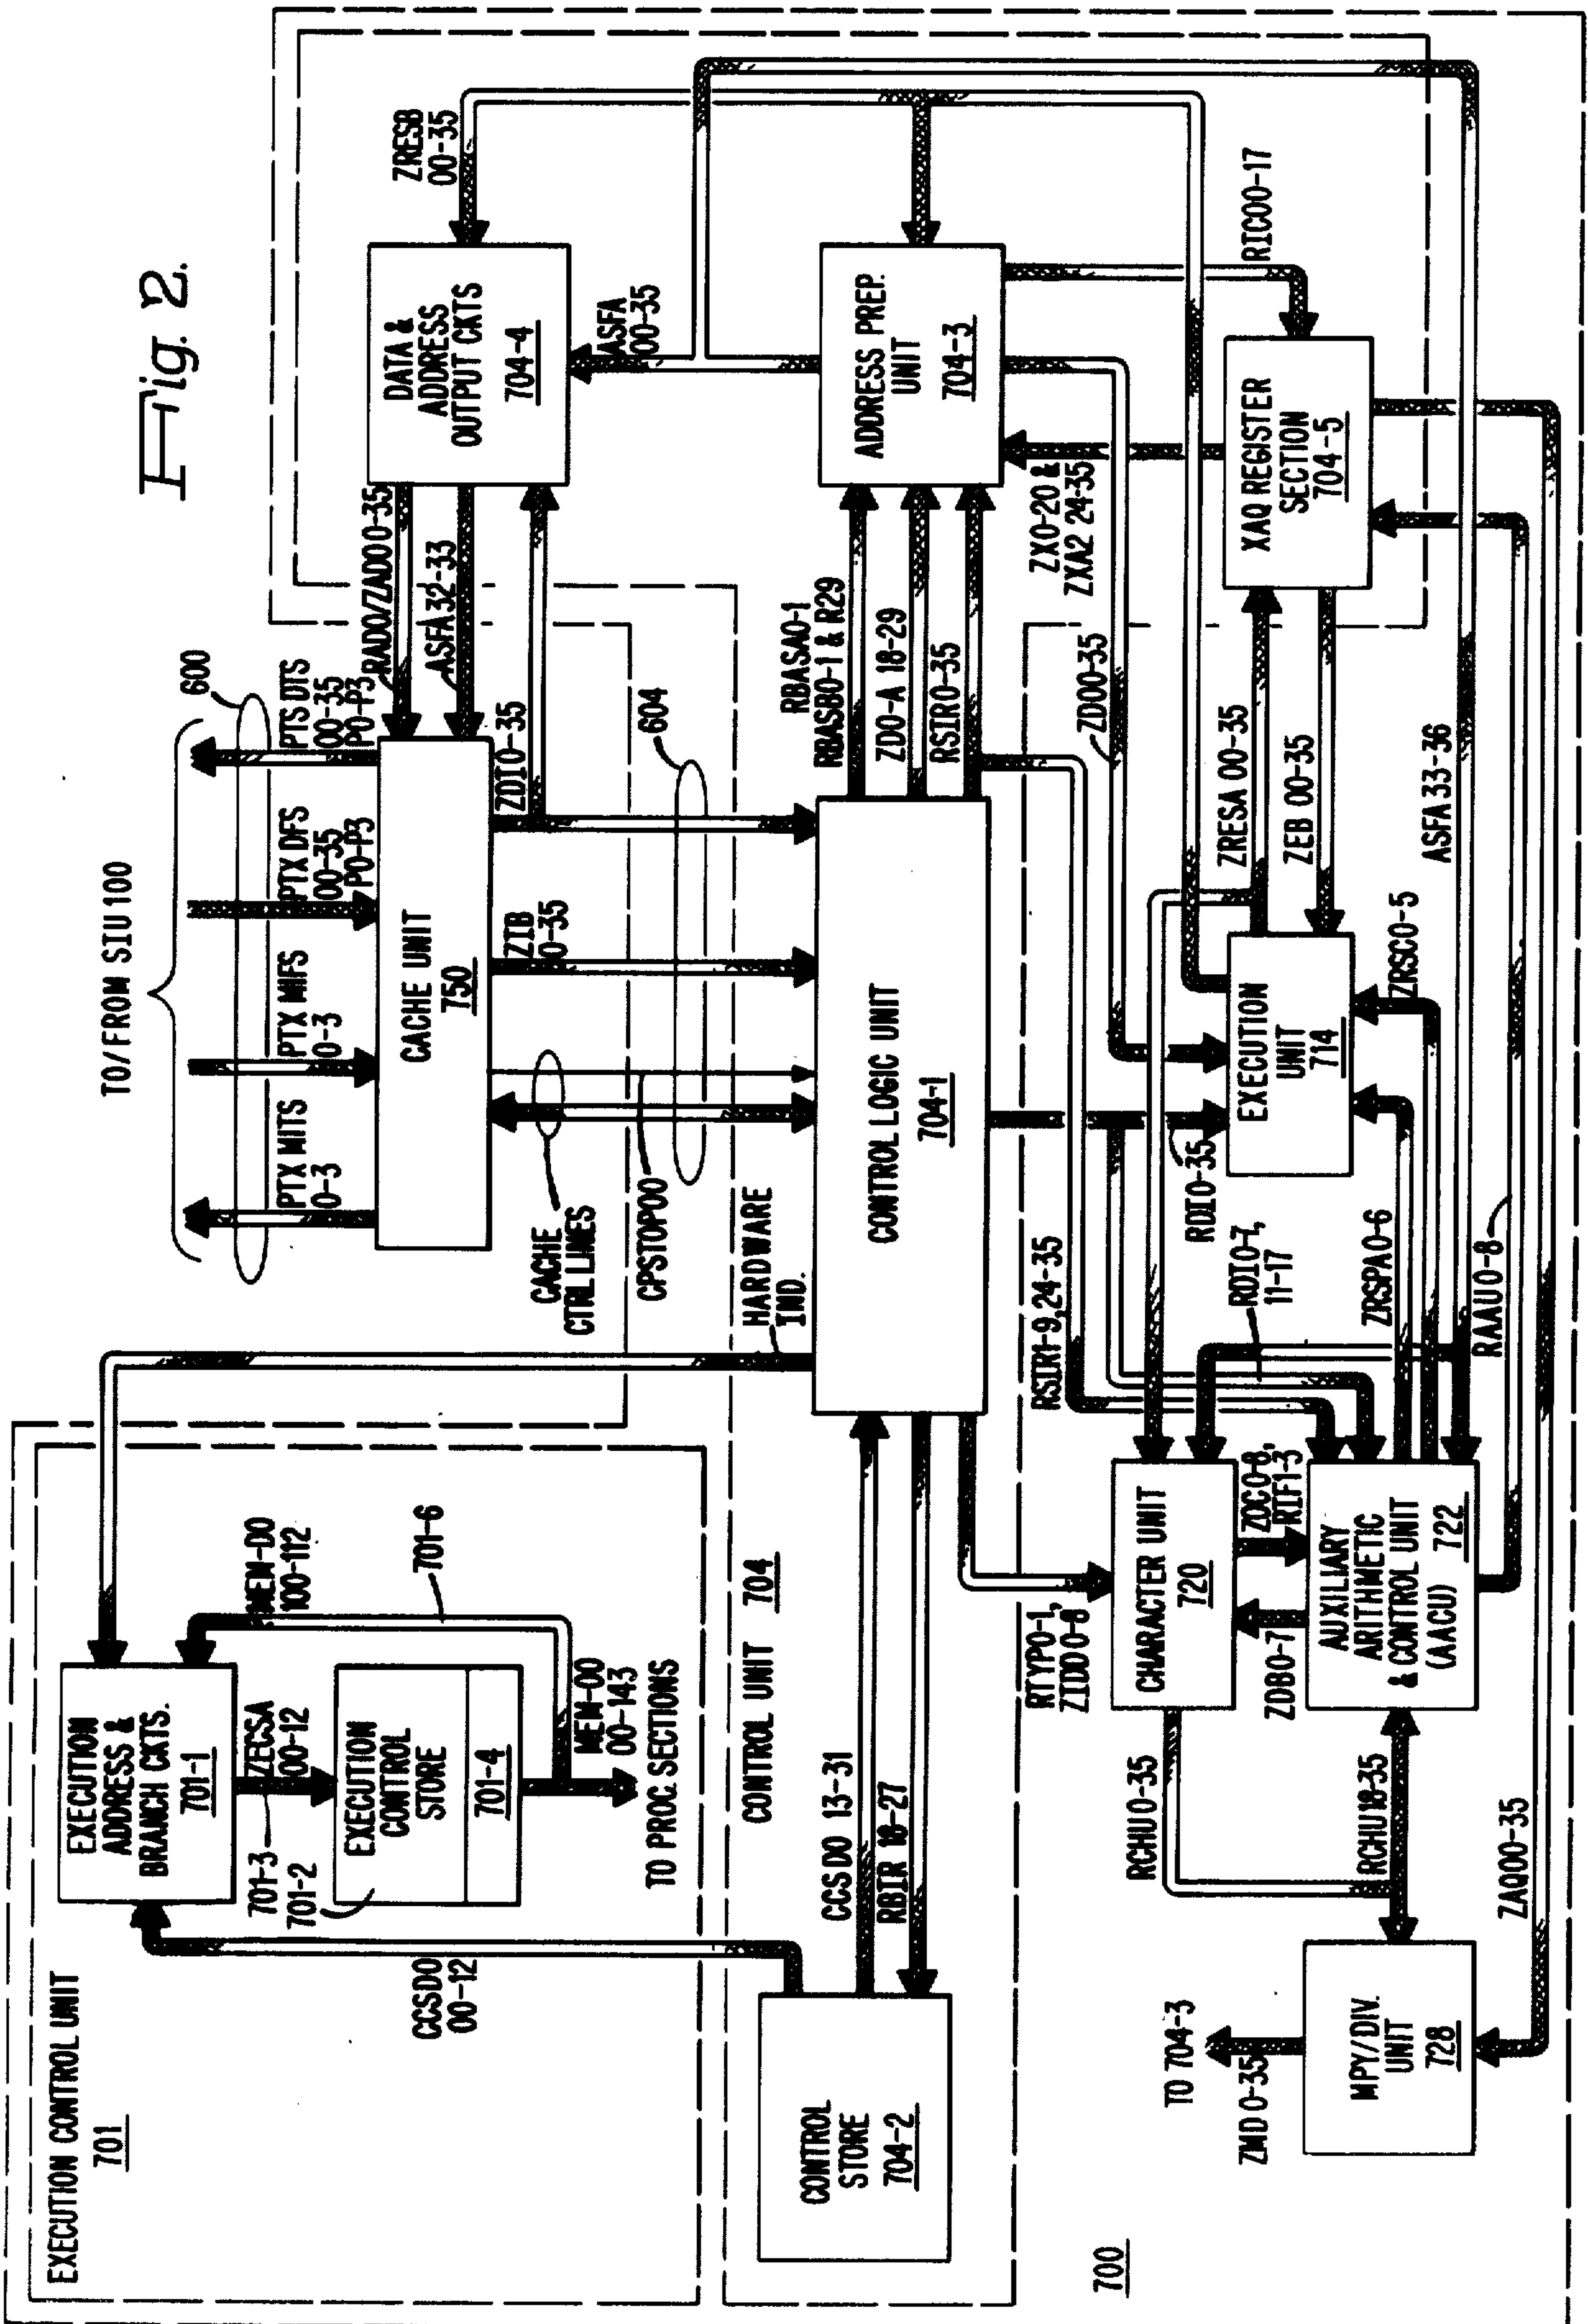 Fig. 2.
TO/FROM SIU 100
600
PTX MITS
0-3
PTX MIFS
0-3
PTX DFS
00-35
P0-P3
PTS DTS
00-35
P0-P3
RADO/ZADO 0-35
ASFA 32-33
ZDI 0-35
ZRESB
00-35
DATA &
ADDRESS
OUTPUT CKTS
704-4
ASFA
00-35
CACHE UNIT
750
ZIB
0-35
604
CACHE
CTRL LINES
CPSTOP00
HARDWARE
IND.
EXECUTION CONTROL UNIT
701
EXECUTION
ADDRESS &
BRANCH CKTS.
701-1
ZECSA
00-12
701-3
701-2
EXECUTION
CONTROL
STORE
701-4
MEM-DO
100-112
701-6
MEM-OO
00-143
TO PROC SECTIONS
CCSDO
00-12
CONTROL UNIT 704
CONTROL
STORE
704-2
CCSDO 13-31
RBIR 18-27
CONTROL LOGIC UNIT
704-1
RBASA0-1
RBASB0-1 & R29
ZDO-A 18-29
RSIR0-35
ADDRESS PREP.
UNIT
704-3
RIC00-17
ZX0-20 &
ZXA2 24-35
ZDO0-35
XAQ REGISTER
SECTION
704-5
ZRESA 00-35
ZEB 00-35
ASFA 33-36
EXECUTION
UNIT
714
ZRSC0-5
RDI0-35
RSIR1-9,24-35
RDI0-7,
11-17
ZRSPA0-6
RAAU0-8
RTYP0-1,
ZIDD0-8
CHARACTER UNIT
720
ZOC0-8,
RIF1-3
ZDB0-7
AUXILIARY
ARITHMETIC
& CONTROL UNIT
(AACU)
722
RCHU0-35
RCHU18-35
ZAQ0-35
TO 704-3
ZMD 0-35
MPY/DIV.
UNIT
728
700